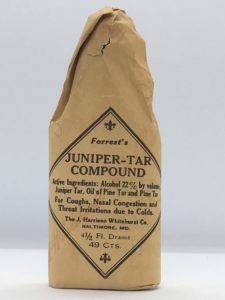 Forrest's
JUNIPER-TAR
COMPOUND
Active Ingredients: Alcohol 22% by volume
Juniper Tar, Oil of Pine Tar and Pine Tar
For Coughs, Nasal Congestion and
Throat Irritations due to Colds.
The J. Harrison Whitehurst Co.
BALTIMORE, MD.
4½ Fl. Drams
49 CTS.